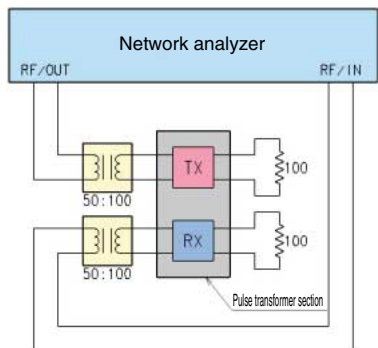 Network analyzer
RF/OUT RF/IN
TX
100
50:100
RX
100
50:100
Pulse transformer section